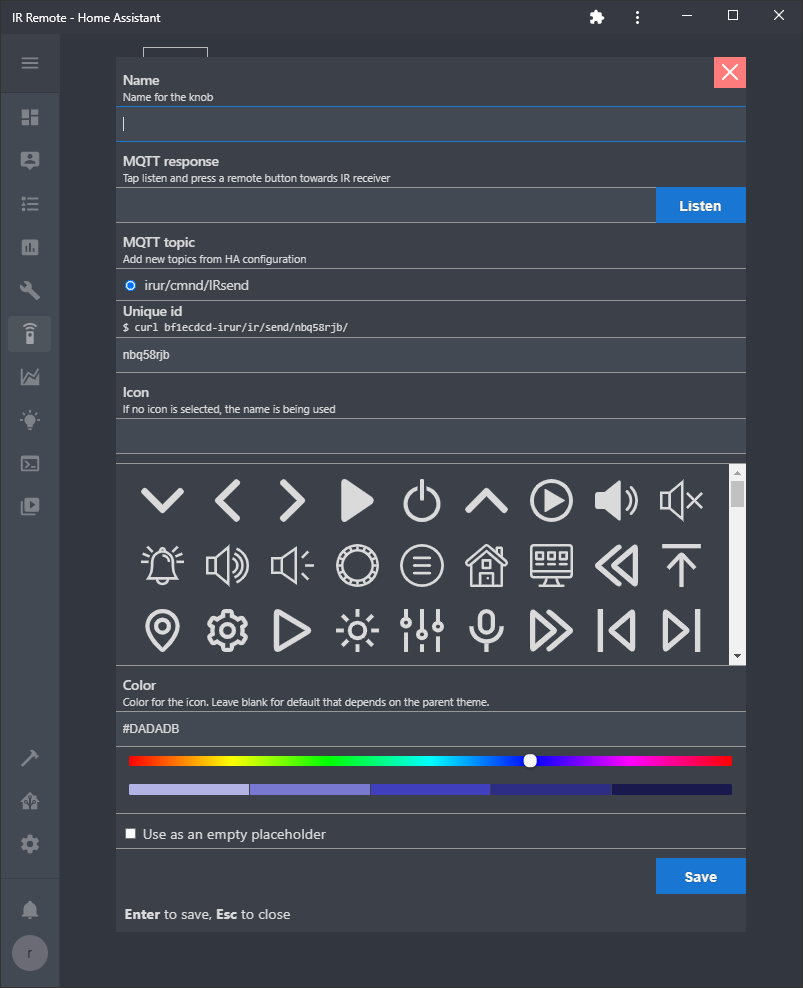 IR Remote - Home Assistant
Name
Name for the knob
MQTT response
Tap listen and press a remote button towards IR receiver
Listen
MQTT topic
Add new topics from HA configuration
irur/cmnd/IRsend
Unique id
$ curl bf1ecdcd-irur/ir/send/nbq58rjb/
nbq58rjb
Icon
If no icon is selected, the name is being used
Color
Color for the icon. Leave blank for default that depends on the parent theme.
#DADADB
Use as an empty placeholder
Save
Enter to save, Esc to close
r